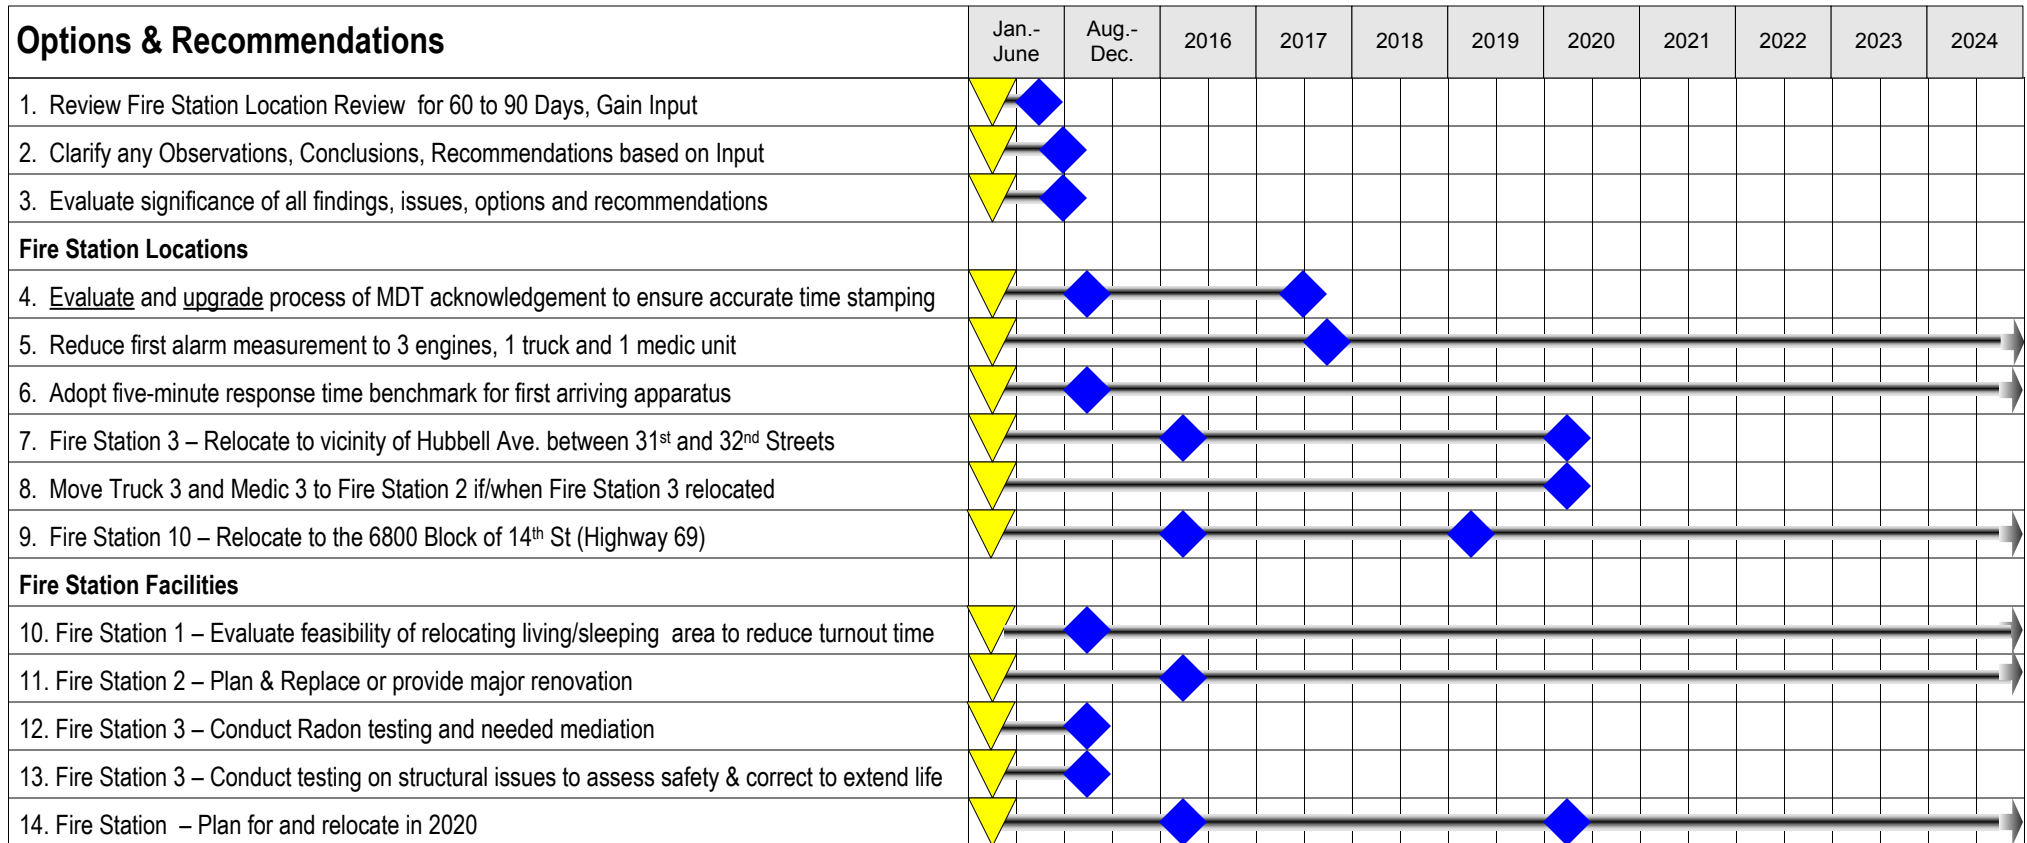 Options & Recommendations
Jan.-
June
Aug.-
Dec.
2016
2017
2018
2019
2020
2021
2022
2023
2024
1. Review Fire Station Location Review for 60 to 90 Days, Gain Input
2. Clarify any Observations, Conclusions, Recommendations based on Input
3. Evaluate significance of all findings, issues, options and recommendations
Fire Station Locations
4. Evaluate and upgrade process of MDT acknowledgement to ensure accurate time stamping
5. Reduce first alarm measurement to 3 engines, 1 truck and 1 medic unit
6. Adopt five-minute response time benchmark for first arriving apparatus
7. Fire Station 3 – Relocate to vicinity of Hubbell Ave. between 31st and 32nd Streets
8. Move Truck 3 and Medic 3 to Fire Station 2 if/when Fire Station 3 relocated
9. Fire Station 10 – Relocate to the 6800 Block of 14th St (Highway 69)
Fire Station Facilities
10. Fire Station 1 – Evaluate feasibility of relocating living/sleeping area to reduce turnout time
11. Fire Station 2 – Plan & Replace or provide major renovation
12. Fire Station 3 – Conduct Radon testing and needed mediation
13. Fire Station 3 – Conduct testing on structural issues to assess safety & correct to extend life
14. Fire Station – Plan for and relocate in 2020